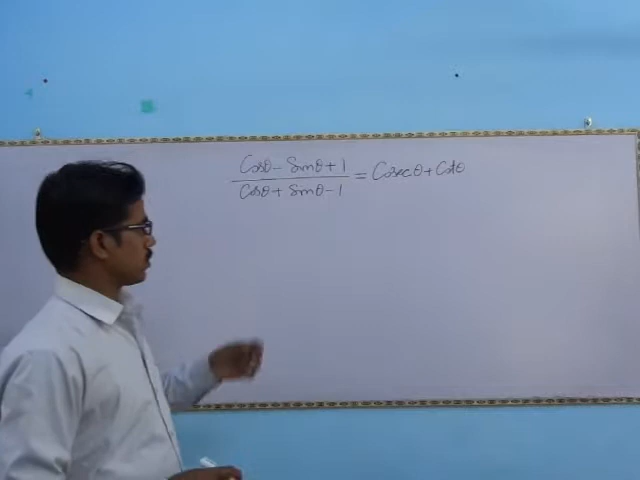 Cosθ - Sinθ + 1
Cosθ + Sinθ - 1
= Cosecθ + Cotθ